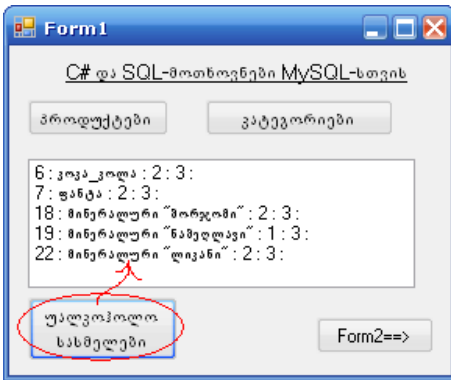 Form1
C# და SQL-მოთხოვნები MySQL-სთვის
პროდუქტები
კატეგორიები
6 : კოკა_კოლა : 2 : 3 :
7 : ფანტა : 2 : 3 :
18 : მინერალური "ბორჯომი" : 2 : 3 :
19 : მინერალური "ნაბეღლავი" : 1 : 3 :
22 : მინერალური "ლიკანი" : 2 : 3 :
უალკოჰოლო
სასმელები
Form2==>